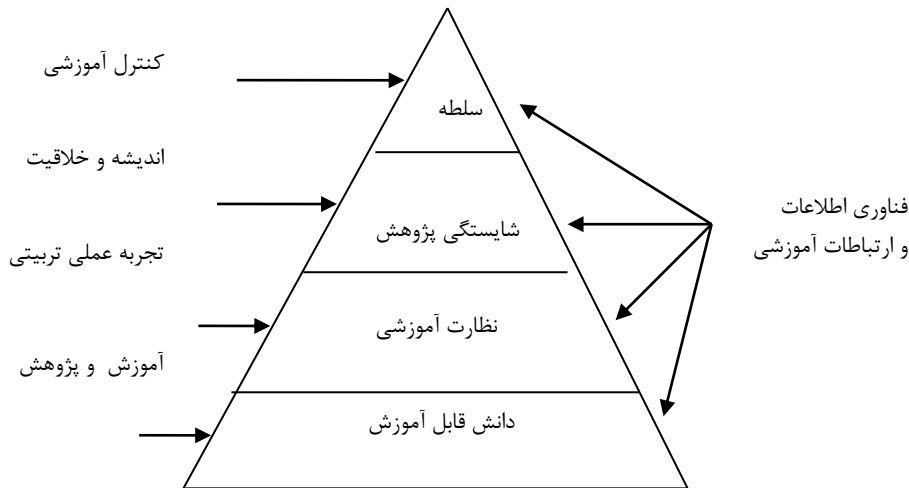 کنترل آموزشی
سلطه
اندیشه و خلاقیت
فناوری اطلاعات
و ارتباطات آموزشی
شایستگی پژوهش
تجربه عملی تربیتی
نظارت آموزشی
آموزش و پژوهش
دانش قابل آموزش